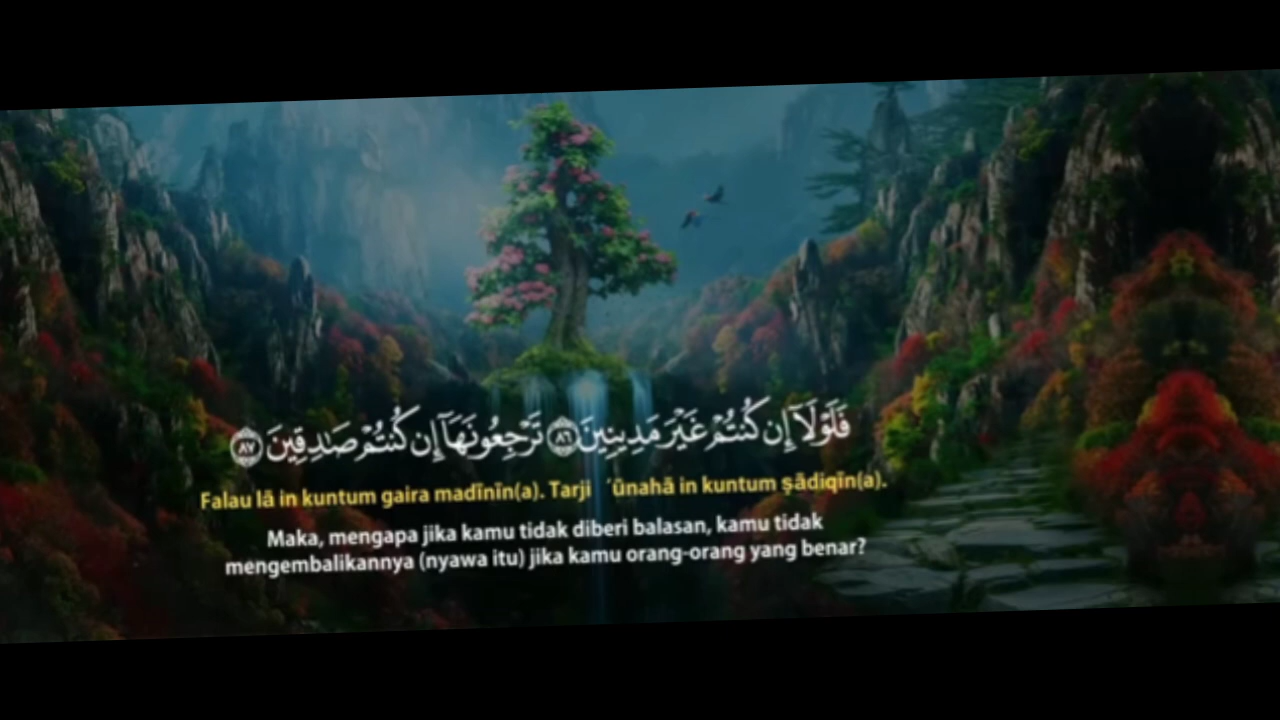 فَلَوْلَآ إِن كُنتُمْ غَيْرَ مَدِينِينَ ۝٨٦ تَرْجِعُونَهَآ إِن كُنتُمْ صَٰدِقِينَ ۝٨٧
Falau lā in kuntum gaira madīnīn(a). Tarji ´ūnahā in kuntum ṣādiqīn(a).
Maka, mengapa jika kamu tidak diberi balasan, kamu tidak
mengembalikannya (nyawa itu) jika kamu orang-orang yang benar?